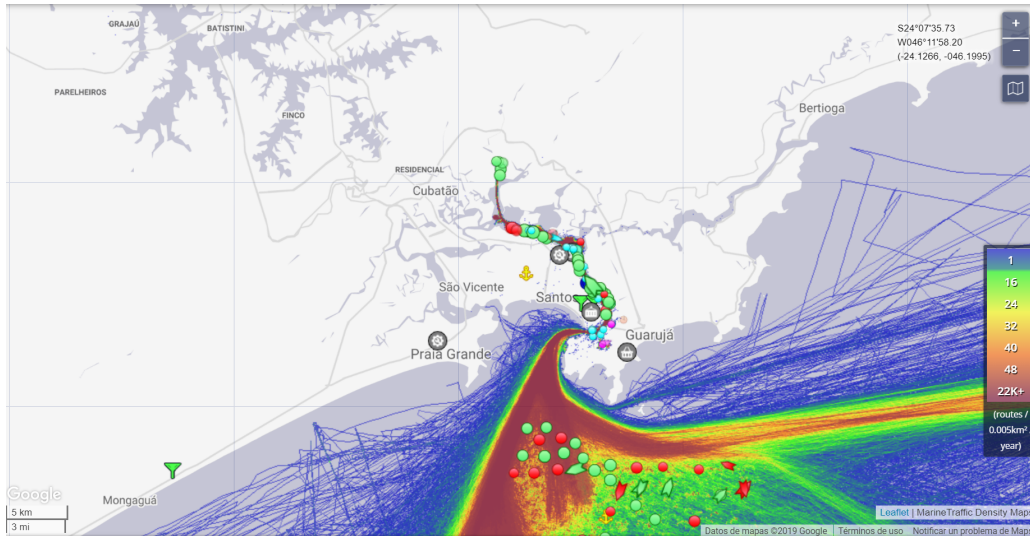 GRAJAÚ
BATISTINI
S24°07'35.73
W046°11'58.20
(-24.1266, -046.1995)
+
−
PARELHEIROS
FINCO
Bertioga
RESIDENCIAL
Cubatão
São Vicente
Santos
Guarujá
Praia Grande
Mongaguá
1
16
24
32
40
48
22K+
(routes /
0.005km² /
year)
Google
5 km
3 mi
Leaflet | MarineTraffic Density Maps
Datos de mapas ©2019 Google
Términos de uso
Notificar un problema de Maps